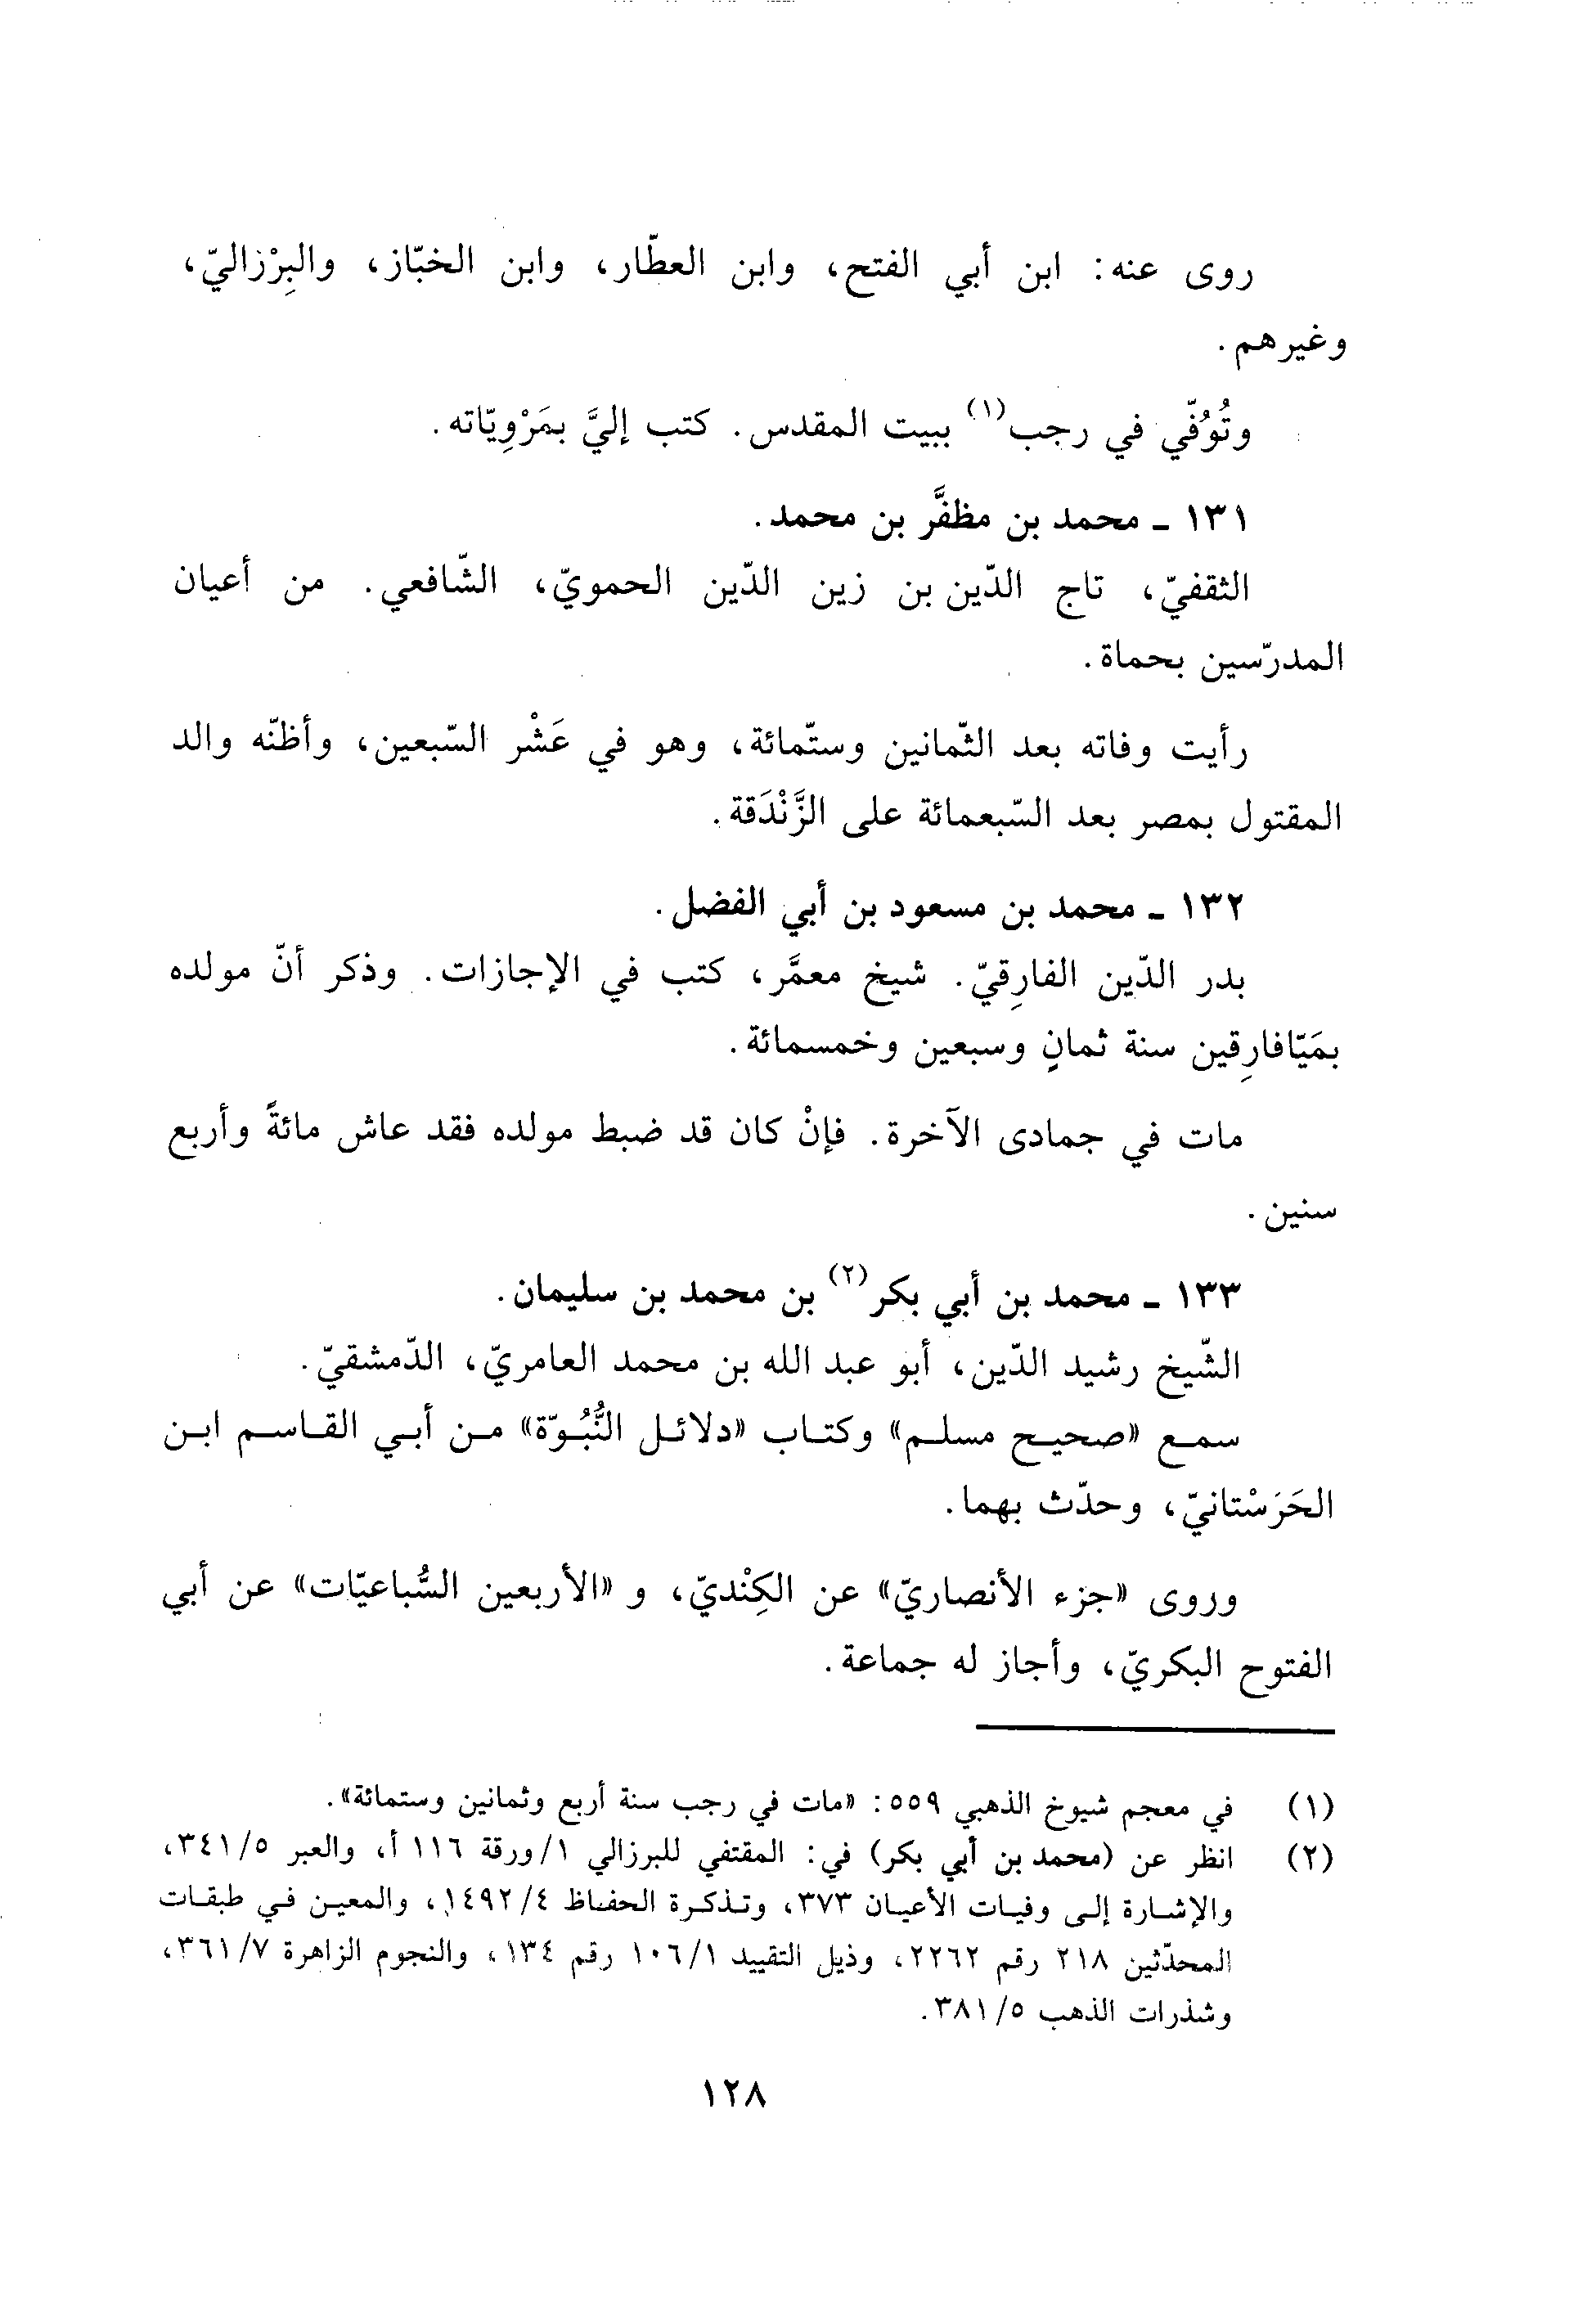 روى عنه: ابن أبي الفتح، وابن العطّار، وابن الخبّاز، والبِرْزاليّ،
وغيرهم.
وتُوُفّي في رجب(١) ببيت المقدس. كتب إليَّ بمَرْوِيّاته.
١٣١ ـ محمد بن مظفَّر بن محمد.
الثقفيّ، تاج الدّين بن زين الدّين الحمويّ، الشّافعي. من أعيان
المدرّسين بحماة.
رأيت وفاته بعد الثّمانين وستّمائة، وهو في عَشْر السّبعين، وأظنّه والد
المقتول بمصر بعد السّبعمائة على الزَّنْدَقة.
١٣٢ ـ محمد بن مسعود بن أبي الفضل.
بدر الدّين الفارِقيّ. شيخ معمَّر، كتب في الإجازات. وذكر أنّ مولده
بمَيّافارِقين سنة ثمانٍ وسبعين وخمسمائة.
مات في جمادى الآخرة. فإنْ كان قد ضبط مولده فقد عاش مائةً وأربع
سنين.
١٣٣ ـ محمد بن أبي بكر(٢) بن محمد بن سليمان.
الشّيخ رشيد الدّين، أبو عبد الله بن محمد العامريّ، الدّمشقيّ.
سمع «صحيح مسلم» وكتاب «دلائل النُّبُوّة» من أبي القاسم ابن
الحَرَسْتانيّ، وحدّث بهما.
وروى «جزء الأنصاريّ» عن الكِنْديّ، و «الأربعين السُّباعيّات» عن أبي
الفتوح البكريّ، وأجاز له جماعة.
(١) في معجم شيوخ الذهبي ٥٥٩: «مات في رجب سنة أربع وثمانين وستمائة».
(٢) انظر عن (محمد بن أبي بكر) في: المقتفي للبرزالي ١/ورقة ١١٦ أ، والعبر ٣٤١/٥،
والإشارة إلى وفيات الأعيان ٣٧٣، وتذكرة الحفاظ ١٤٩٢/٤، والمعين في طبقات
المحدّثين ٢١٨ رقم ٢٢٦٢، وذيل التقييد ١٠٦/١ رقم ١٣٤، والنجوم الزاهرة ٣٦١/٧،
وشذرات الذهب ٣٨١/٥.
١٢٨